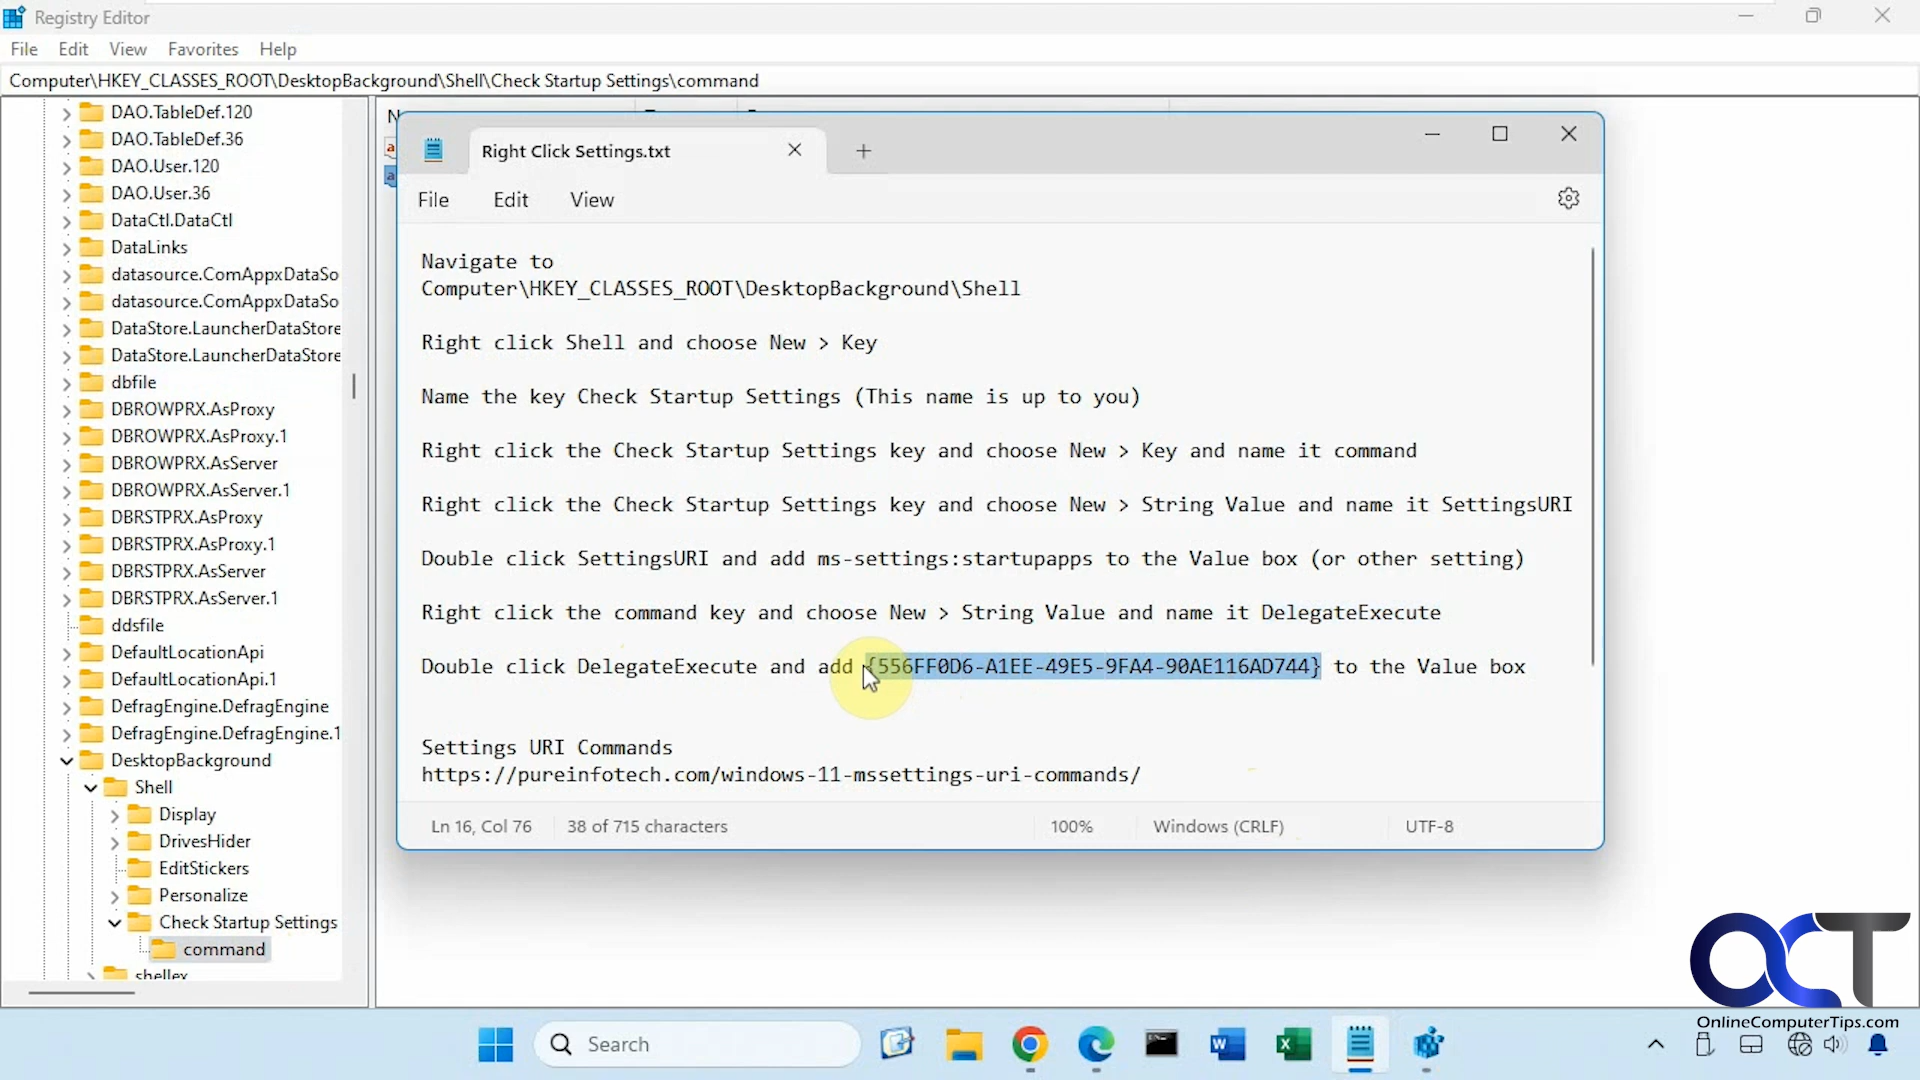 Registry Editor
File Edit View Favorites Help
Computer\HKEY_CLASSES_ROOT\DesktopBackground\Shell\Check Startup Settings\command
DAO.TableDef.120
DAO.TableDef.36
DAO.User.120
DAO.User.36
DataCtl.DataCtl
DataLinks
datasource.ComAppxDataSo
datasource.ComAppxDataSo
DataStore.LauncherDataStore
DataStore.LauncherDataStore
dbfile
DBROWPRX.AsProxy
DBROWPRX.AsProxy.1
DBROWPRX.AsServer
DBROWPRX.AsServer.1
DBRSTPRX.AsProxy
DBRSTPRX.AsProxy.1
DBRSTPRX.AsServer
DBRSTPRX.AsServer.1
ddsfile
DefaultLocationApi
DefaultLocationApi.1
DefragEngine.DefragEngine
DefragEngine.DefragEngine.1
DesktopBackground
Shell
Display
DrivesHider
EditStickers
Personalize
Check Startup Settings
command
shellex
Right Click Settings.txt
File Edit View
Navigate to
Computer\HKEY_CLASSES_ROOT\DesktopBackground\Shell
Right click Shell and choose New > Key
Name the key Check Startup Settings (This name is up to you)
Right click the Check Startup Settings key and choose New > Key and name it command
Right click the Check Startup Settings key and choose New > String Value and name it SettingsURI
Double click SettingsURI and add ms-settings:startupapps to the Value box (or other setting)
Right click the command key and choose New > String Value and name it DelegateExecute
Double click DelegateExecute and add {556FF0D6-A1EE-49E5-9FA4-90AE116AD744} to the Value box
Settings URI Commands
https://pureinfotech.com/windows-11-mssettings-uri-commands/
Ln 16, Col 76 38 of 715 characters 100% Windows (CRLF) UTF-8
OCT
OnlineComputerTips.com
Search